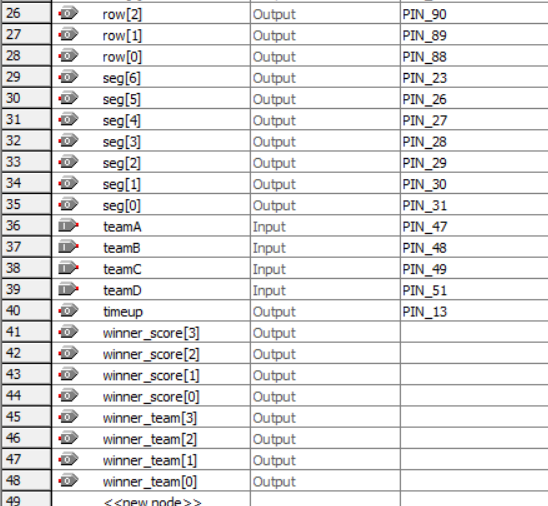 26 row[2] Output PIN_90
27 row[1] Output PIN_89
28 row[0] Output PIN_88
29 seg[6] Output PIN_23
30 seg[5] Output PIN_26
31 seg[4] Output PIN_27
32 seg[3] Output PIN_28
33 seg[2] Output PIN_29
34 seg[1] Output PIN_30
35 seg[0] Output PIN_31
36 teamA Input PIN_47
37 teamB Input PIN_48
38 teamC Input PIN_49
39 teamD Input PIN_51
40 timeup Output PIN_13
41 winner_score[3] Output
42 winner_score[2] Output
43 winner_score[1] Output
44 winner_score[0] Output
45 winner_team[3] Output
46 winner_team[2] Output
47 winner_team[1] Output
48 winner_team[0] Output
49 <<new node>>